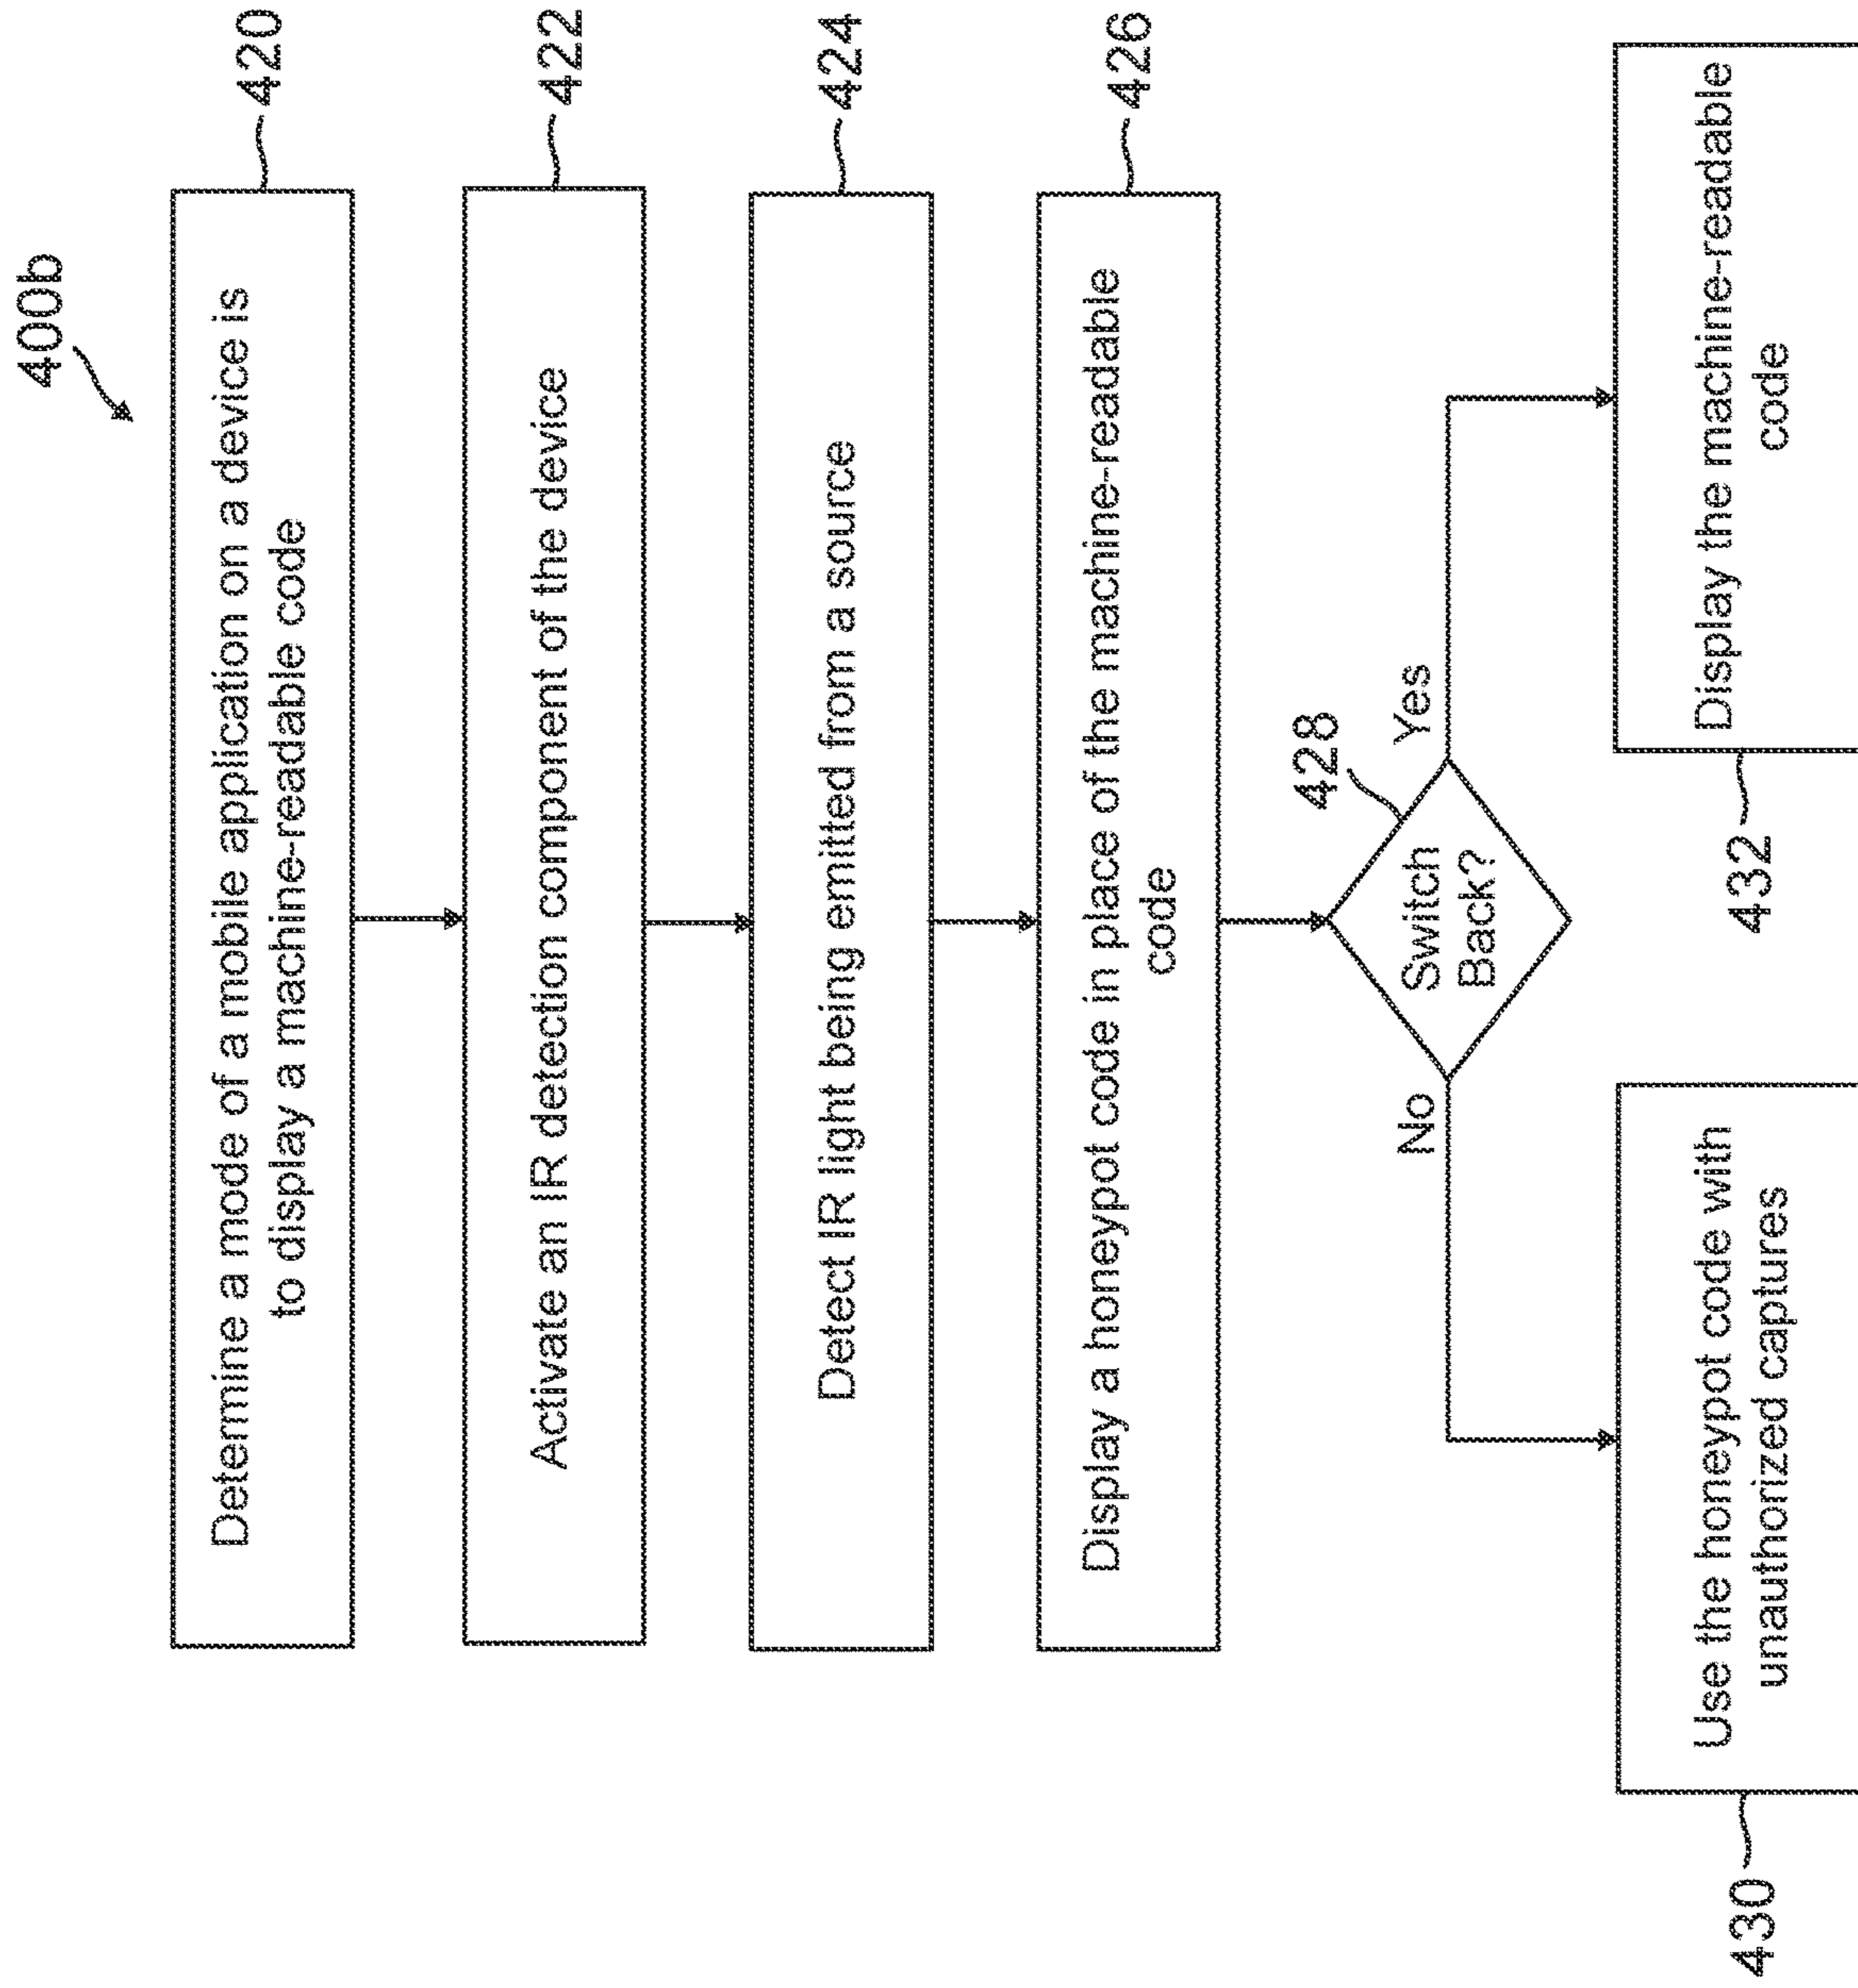 400b
Determine a mode of a mobile application on a device is
to display a machine-readable code
420
Activate an IR detection component of the device
422
Detect IR light being emitted from a source
424
Display a honeypot code in place of the machine-readable
code
426
428
Switch
Back?
No
Yes
Use the honeypot code with
unauthorized captures
430
Display the machine-readable
code
432